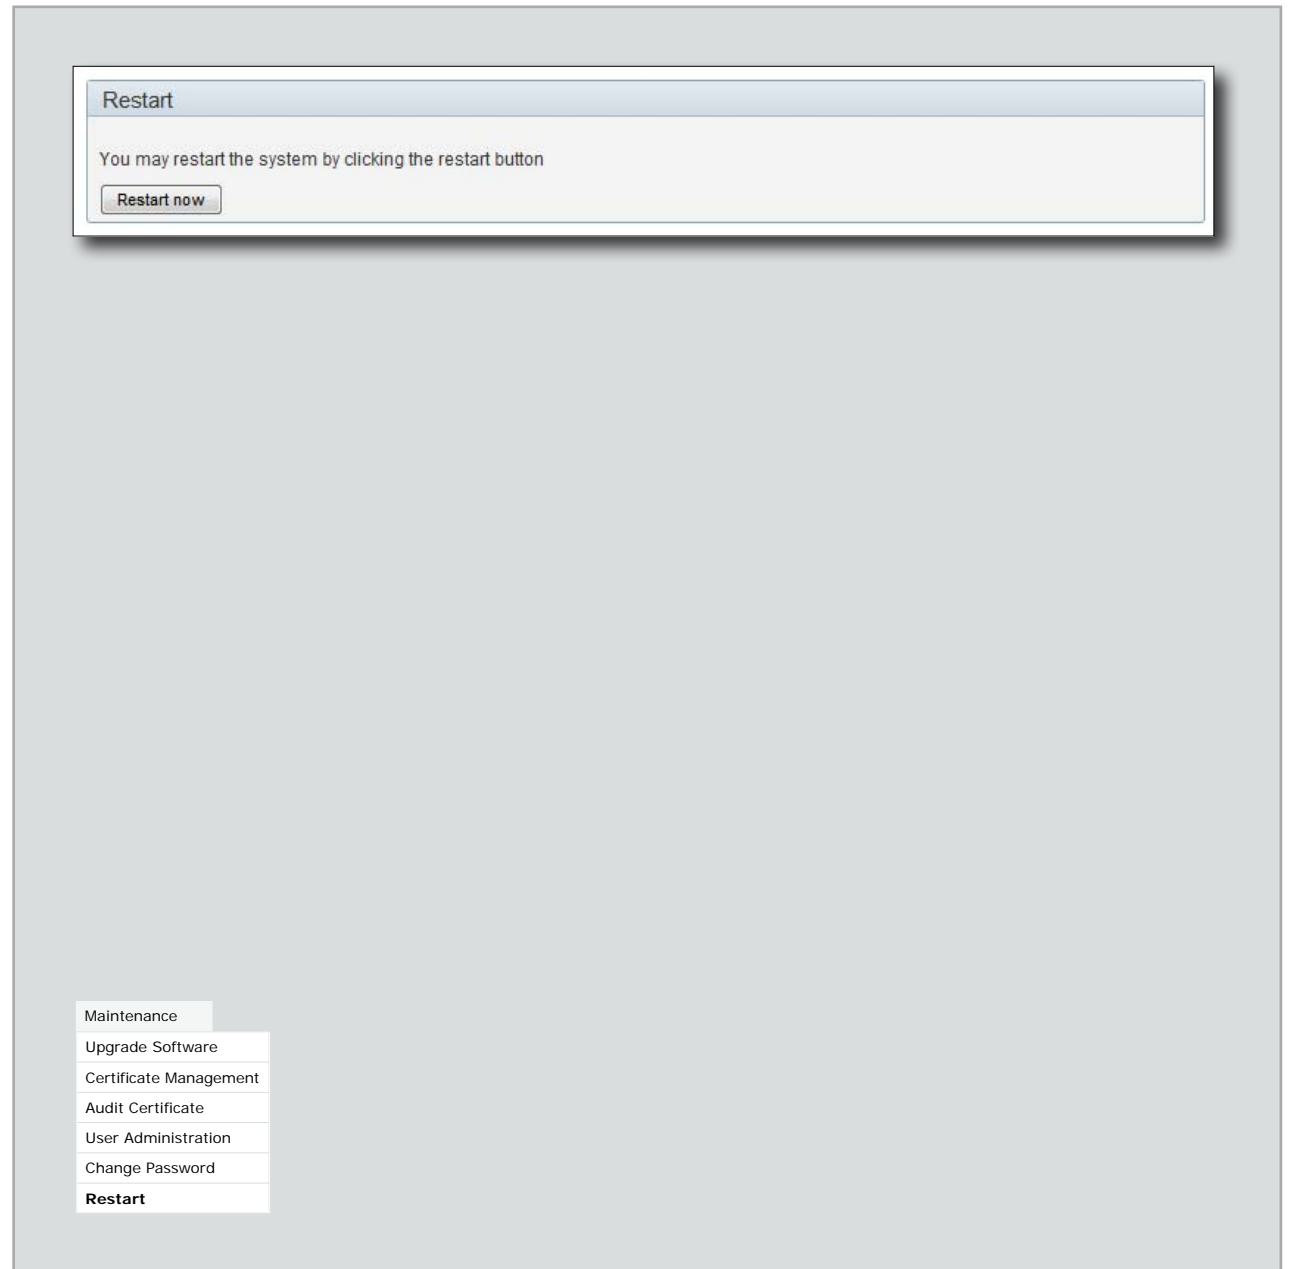 Restart
You may restart the system by clicking the restart button
Restart now
Maintenance
Upgrade Software
Certificate Management
Audit Certificate
User Administration
Change Password
Restart